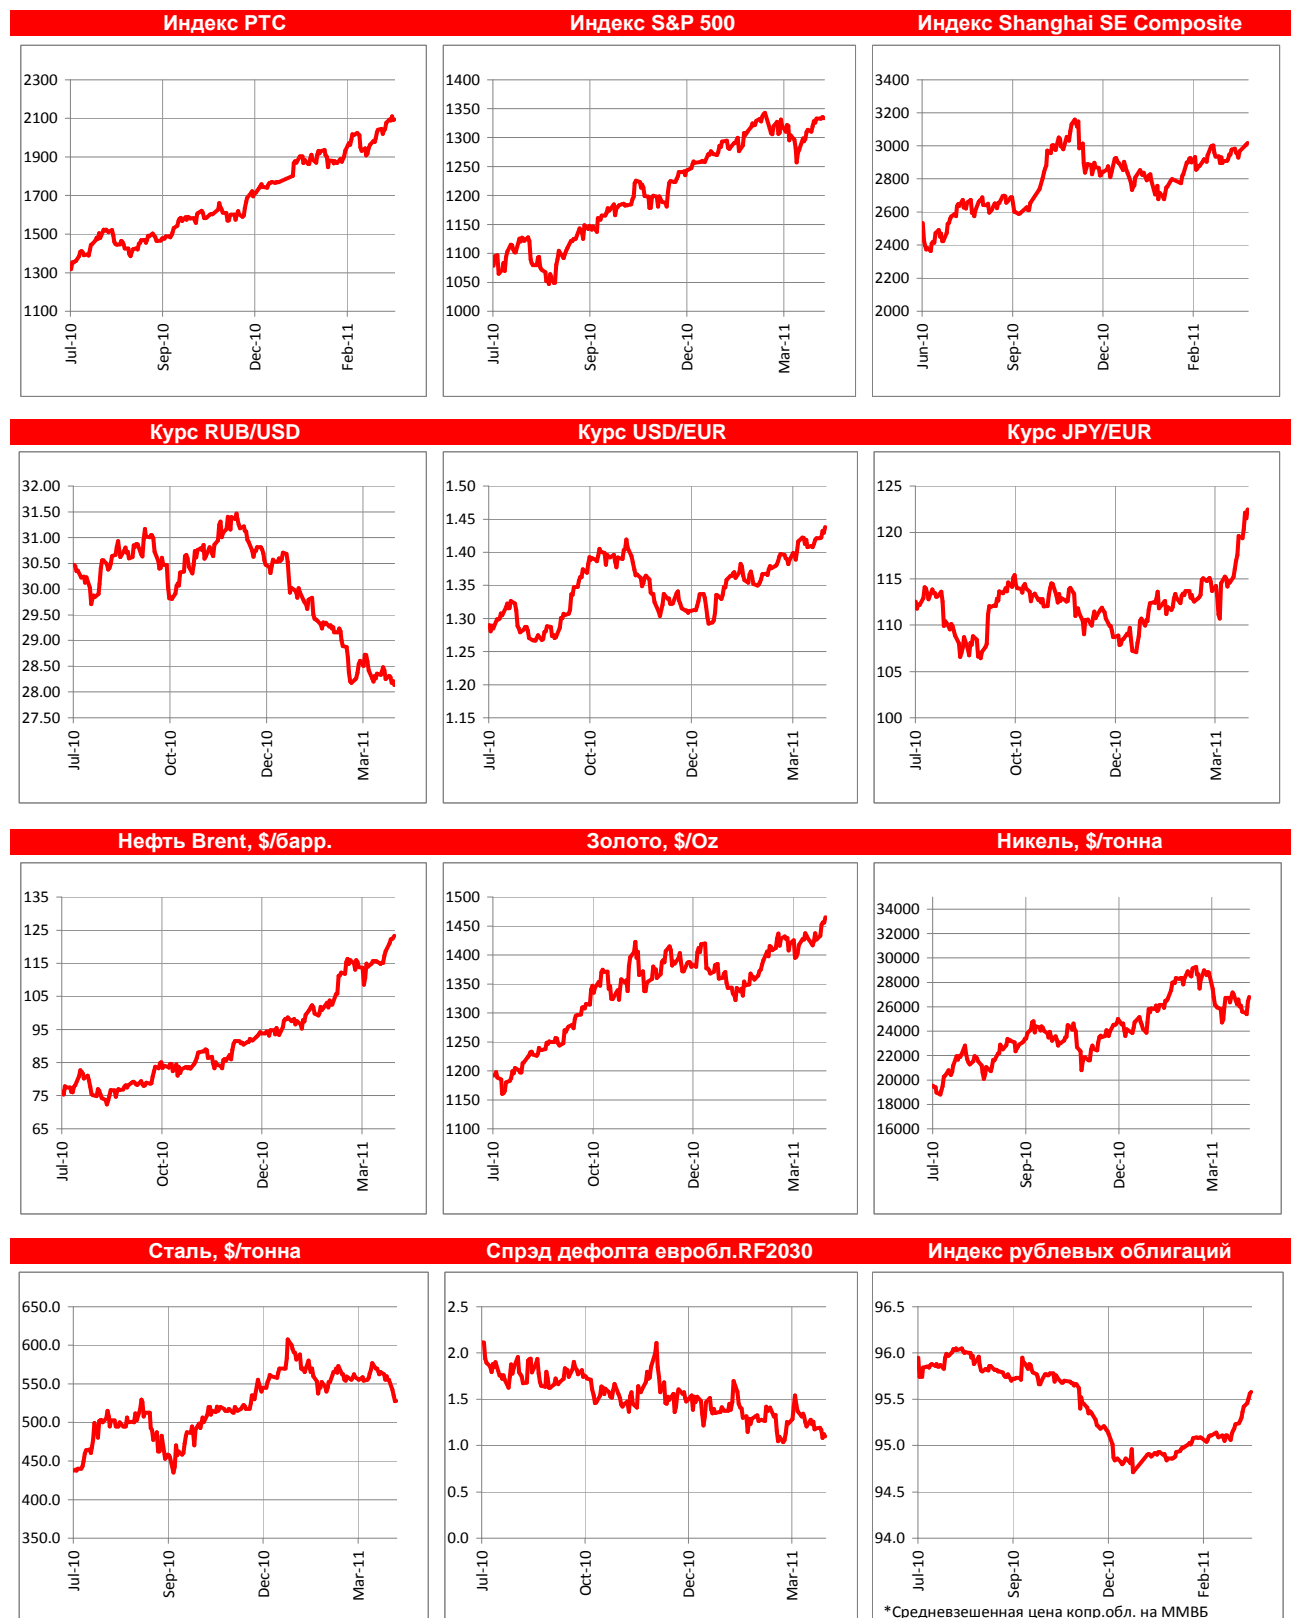 Индекс РТС
Индекс S&P 500
Индекс Shanghai SE Composite
2300
2100
1900
1700
1500
1300
1100
Jul-10
Sep-10
Dec-10
Feb-11
1400
1350
1300
1250
1200
1150
1100
1050
1000
Jul-10
Sep-10
Dec-10
Mar-11
3400
3200
3000
2800
2600
2400
2200
2000
Jun-10
Sep-10
Dec-10
Feb-11
Курс RUB/USD
Курс USD/EUR
Курс JPY/EUR
32.00
31.50
31.00
30.50
30.00
29.50
29.00
28.50
28.00
27.50
Jul-10
Oct-10
Dec-10
Mar-11
1.50
1.45
1.40
1.35
1.30
1.25
1.20
1.15
Jul-10
Oct-10
Dec-10
Mar-11
125
120
115
110
105
100
Jul-10
Oct-10
Dec-10
Mar-11
Нефть Brent, $/барр.
Золото, $/Oz
Никель, $/тонна
135
125
115
105
95
85
75
65
Jul-10
Oct-10
Dec-10
Mar-11
1500
1450
1400
1350
1300
1250
1200
1150
1100
Jul-10
Oct-10
Dec-10
Mar-11
34000
32000
30000
28000
26000
24000
22000
20000
18000
16000
Jul-10
Sep-10
Dec-10
Mar-11
Сталь, $/тонна
Спрэд дефолта евробл.RF2030
Индекс рублевых облигаций
650.0
600.0
550.0
500.0
450.0
400.0
350.0
Jul-10
Sep-10
Dec-10
Mar-11
2.5
2.0
1.5
1.0
0.5
0.0
Jul-10
Oct-10
Dec-10
Mar-11
96.5
96.0
95.5
95.0
94.5
94.0
Jul-10
Sep-10
Dec-10
Feb-11
*Средневзешенная цена копр.обл. на ММВБ